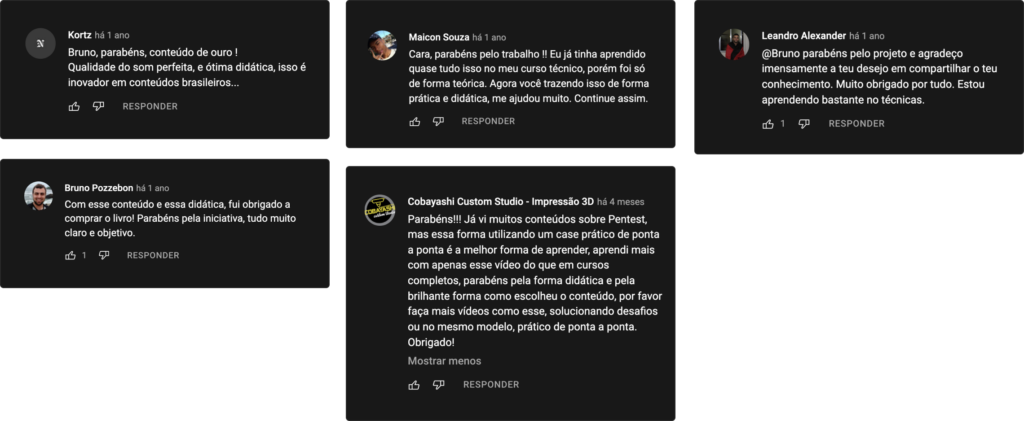 Kortz há 1 ano
Bruno, parabéns, conteúdo de ouro !
Qualidade do som perfeita, e ótima didática, isso é
inovador em conteúdos brasileiros...
RESPONDER
Bruno Pozzebon há 1 ano
Com esse conteúdo e essa didática, fui obrigado a
comprar o livro! Parabéns pela iniciativa, tudo muito
claro e objetivo.
1 RESPONDER
Maicon Souza há 1 ano
Cara, parabéns pelo trabalho !! Eu já tinha aprendido
quase tudo isso no meu curso técnico, porém foi só
de forma teórica. Agora você trazendo isso de forma
prática e didática, me ajudou muito. Continue assim.
RESPONDER
COBAYASHI
Cobayashi Custom Studio - Impressão 3D há 4 meses
Parabéns!!! Já vi muitos conteúdos sobre Pentest,
mas essa forma utilizando um case prático de ponta
a ponta é a melhor forma de aprender, aprendi mais
com apenas esse vídeo do que em cursos
completos, parabéns pela forma didática e pela
brilhante forma como escolheu o conteúdo, por favor
faça mais vídeos como esse, solucionando desafios
ou no mesmo modelo, prático de ponta a ponta.
Obrigado!
Mostrar menos
RESPONDER
Leandro Alexander há 1 ano
@Bruno parabéns pelo projeto e agradeço
imensamente a teu desejo em compartilhar o teu
conhecimento. Muito obrigado por tudo. Estou
aprendendo bastante no técnicas.
1 RESPONDER